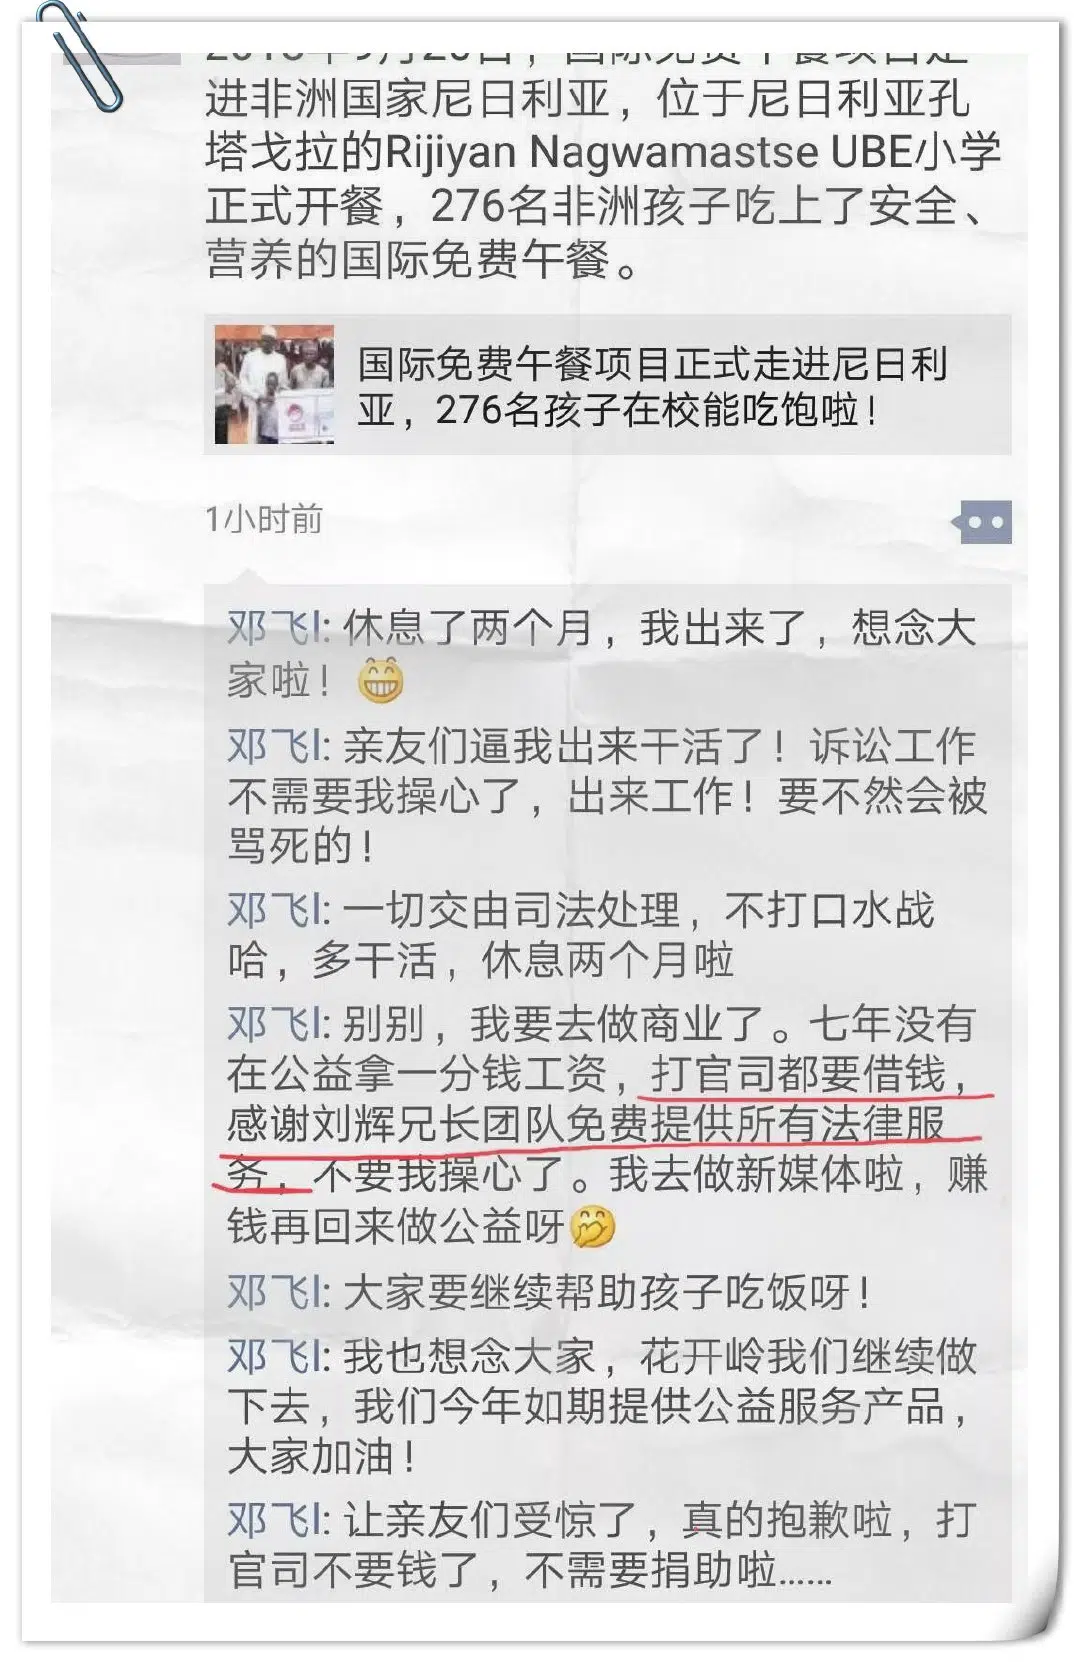 进非洲国家尼日利亚，位于尼日利亚孔
塔戈拉的Rijiyan Nagwamastse UBE小学
正式开餐，276名非洲孩子吃上了安全、
营养的国际免费午餐。
国际免费午餐项目正式走进尼日利
亚，276名孩子在校能吃饱啦！
1小时前
邓飞l: 休息了两个月，我出来了，想念大
家啦！
邓飞l: 亲友们逼我出来干活了！诉讼工作
不需要我操心了，出来工作！要不然会被
骂死的！
邓飞l: 一切交由司法处理，不打口水战
哈，多干活，休息两个月啦
邓飞l: 别别，我要去做商业了。七年没有
在公益拿一分钱工资，打官司都要借钱，
感谢刘辉兄长团队免费提供所有法律服
务，不要我操心了。我去做新媒体啦，赚
钱再回来做公益呀
邓飞l: 大家要继续帮助孩子吃饭呀！
邓飞l: 我也想念大家，花开岭我们继续做
下去，我们今年如期提供公益服务产品，
大家加油！
邓飞l: 让亲友们受惊了，真的抱歉啦，打
官司不要钱了，不需要捐助啦......